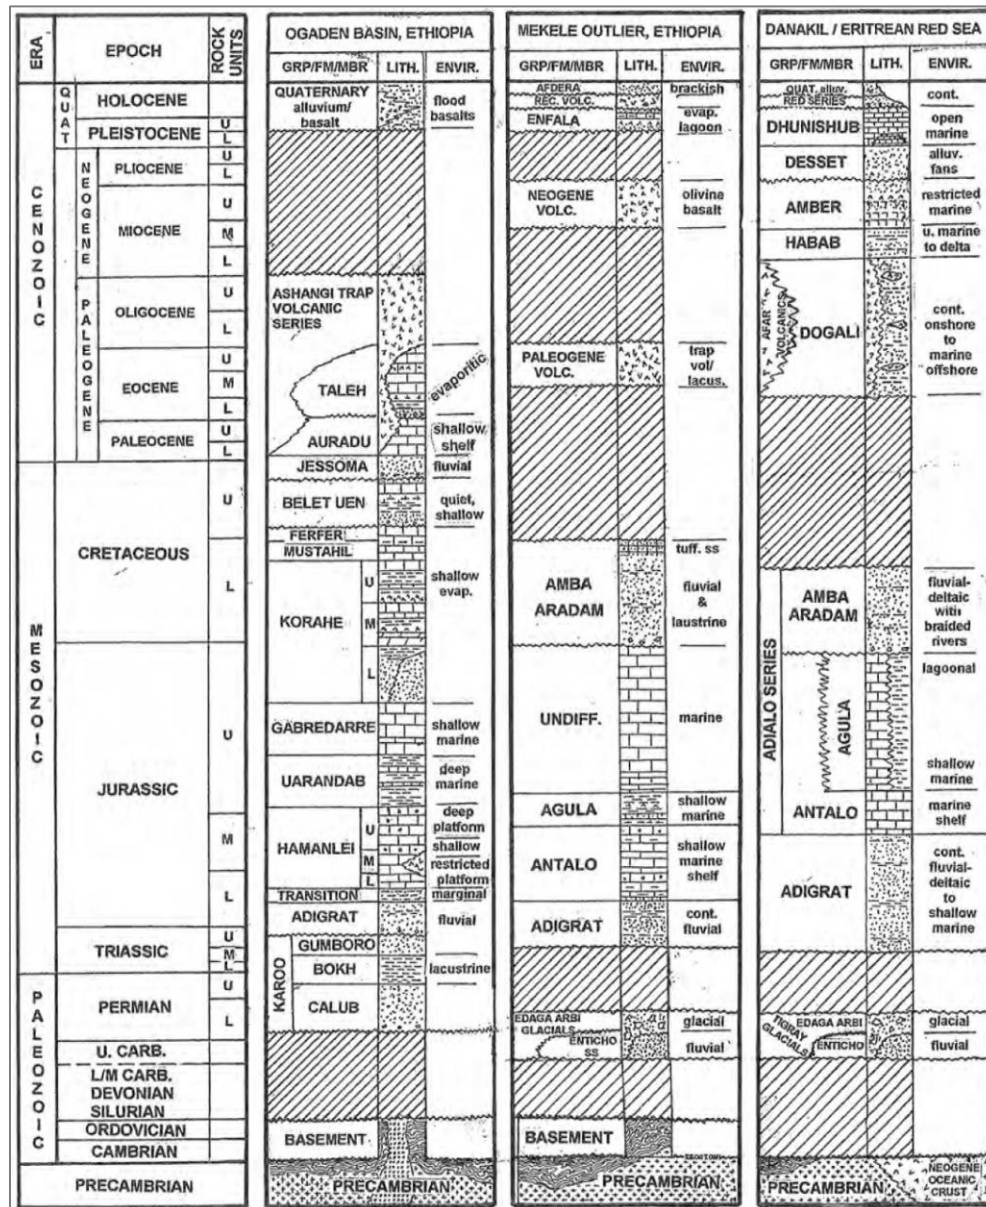 ERA
EPOCH
ROCK UNITS
CENOZOIC
QUAT
HOLOCENE
PLEISTOCENE
U
L
NEOGENE
PLIOCENE
U
L
MIOCENE
U
M
L
PALEOGENE
OLIGOCENE
U
L
EOCENE
U
M
L
PALEOCENE
U
L
MESOZOIC
CRETACEOUS
U
L
JURASSIC
U
M
L
TRIASSIC
U
M
L
PALEOZOIC
PERMIAN
U
L
U. CARB.
L/M CARB.
DEVONIAN
SILURIAN
ORDOVICIAN
CAMBRIAN
PRECAMBRIAN
OGADEN BASIN, ETHIOPIA
GRP/FM/MBR LITH. ENVIR.
QUATERNARY
alluvium/
basalt
flood
basalts
ASHANGI TRAP
VOLCANIC
SERIES
TALEH
evaporitic
AURADU
shallow
shelf
JESSOMA
fluvial
BELET UEN
quiet,
shallow
FERFER
MUSTAHIL
KORAHE
U
M
L
shallow
evap.
GABREDARRE
shallow
marine
UARANDAB
deep
marine
HAMANLEI
U
M
L
deep
platform
shallow
restricted
platform
TRANSITION
marginal
ADIGRAT
fluvial
KAROO
GUMBORO
BOKH
lacustrine
CALUB
BASEMENT
PRECAMBRIAN
MEKELE OUTLIER, ETHIOPIA
GRP/FM/MBR LITH. ENVIR.
AFDERA
brackish
REC. VOLC.
ENFALA
evap.
lagoon
NEOGENE
VOLC.
olivine
basalt
PALEOGENE
VOLC.
trap
vol/
lacus.
tuff. ss
AMBA
ARADAM
fluvial
&
laustrine
UNDIFF.
marine
AGULA
shallow
marine
ANTALO
shallow
marine
shelf
ADIGRAT
cont.
fluvial
EDAGA ARBI
GLACIALS
glacial
ENTICHO
SS
fluvial
BASEMENT
PRECAMBRIAN
DANAKIL / ERITREAN RED SEA
GRP/FM/MBR LITH. ENVIR.
QUAT. alluv.
RED SERIES
cont.
DHUNISHUB
open
marine
DESSET
alluv.
fans
AMBER
restricted
marine
HABAB
u. marine
to delta
AFAR
VOLCANICS
DOGALI
cont.
onshore
to
marine
offshore
ADIALO SERIES
AMBA
ARADAM
fluvial-
deltaic
with
braided
rivers
AGULA
lagoonal
shallow
marine
ANTALO
marine
shelf
ADIGRAT
cont.
fluvial-
deltaic
to
shallow
marine
TIGRAY
GLACIALS
EDAGA ARBI
glacial
ENTICHO
fluvial
PRECAMBRIAN
NEOGENE
OCEANIC
CRUST